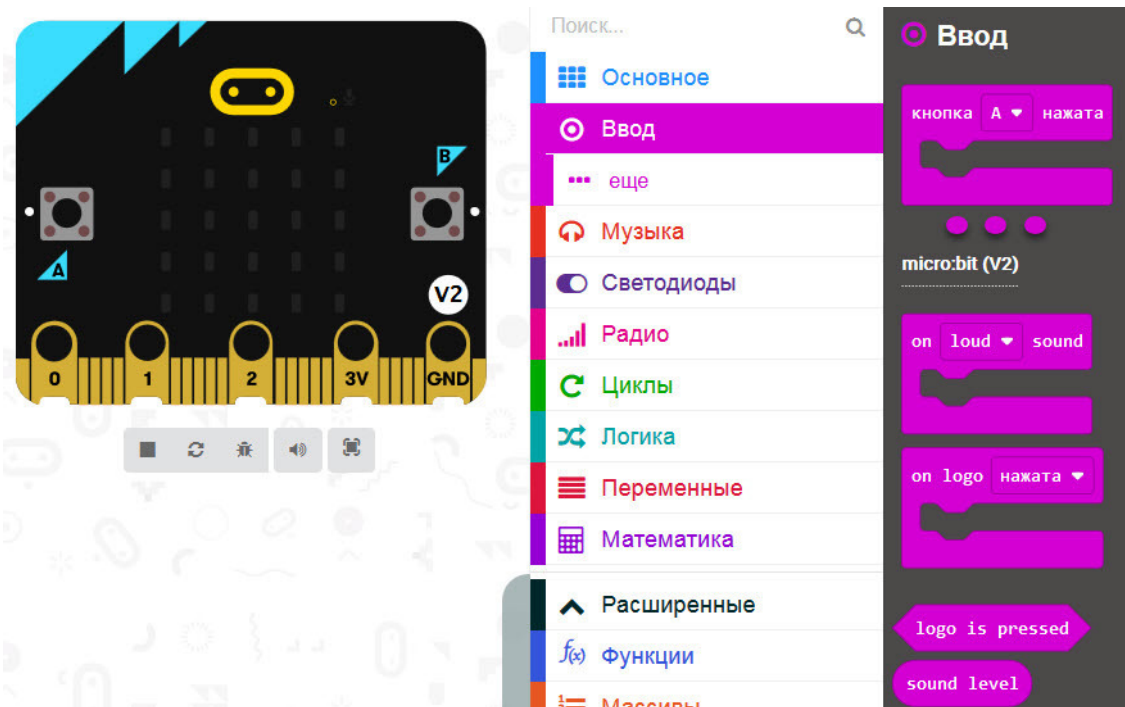 B
A
V2
0 1 2 3V GND
Поиск...
Основное
Ввод
еще
Музыка
Светодиоды
Радио
Циклы
Логика
Переменные
Математика
Расширенные
f(x) Функции
Массивы
Ввод
кнопка A нажата
micro:bit (V2)
on loud sound
on logo нажата
logo is pressed
sound level